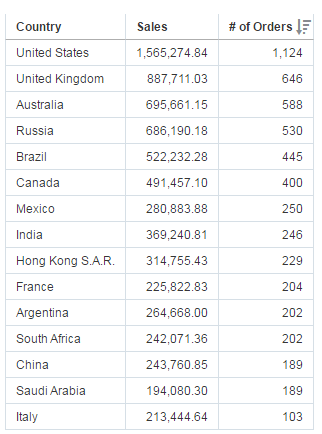 Country Sales # of Orders
United States 1,565,274.84 1,124
United Kingdom 887,711.03 646
Australia 695,661.15 588
Russia 686,190.18 530
Brazil 522,232.28 445
Canada 491,457.10 400
Mexico 280,883.88 250
India 369,240.81 246
Hong Kong S.A.R. 314,755.43 229
France 225,822.83 204
Argentina 264,668.00 202
South Africa 242,071.36 202
China 243,760.85 189
Saudi Arabia 194,080.30 189
Italy 213,444.64 103